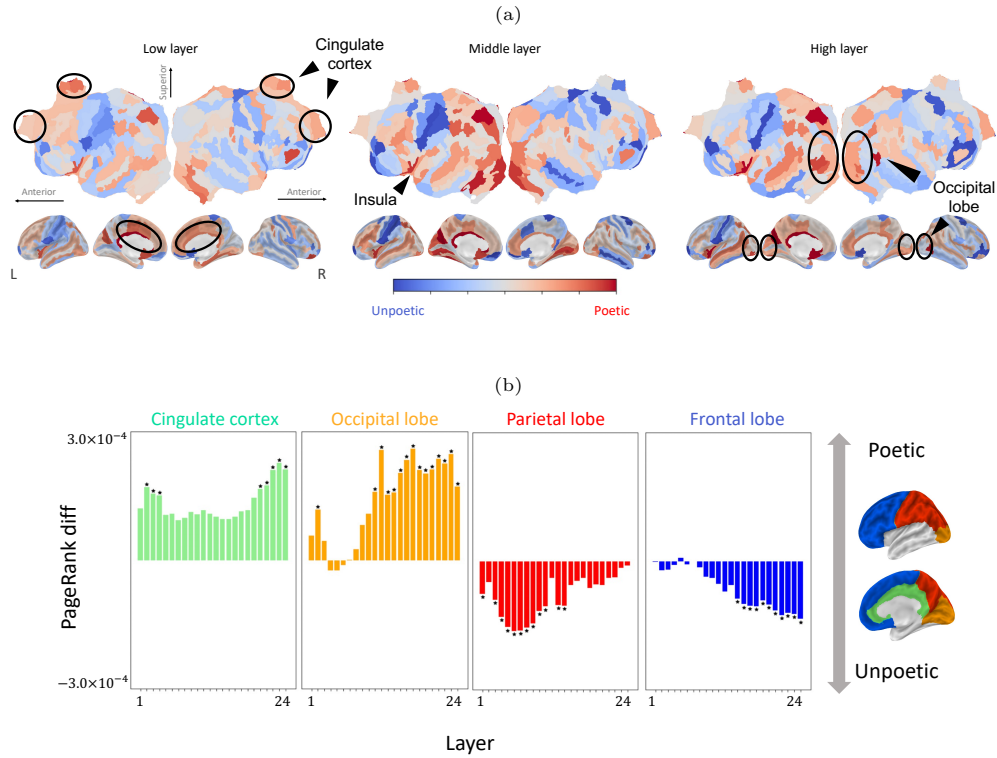 (a)
Low layer
Middle layer
High layer
Cingulate
cortex
Superior
Anterior
Anterior
Insula
Occipital
lobe
L
R
Unpoetic
Poetic
(b)
Cingulate cortex
Occipital lobe
Parietal lobe
Frontal lobe
3.0×10⁻⁴
−3.0×10⁻⁴
PageRank diff
Poetic
Unpoetic
1
24
1
24
1
24
1
24
Layer